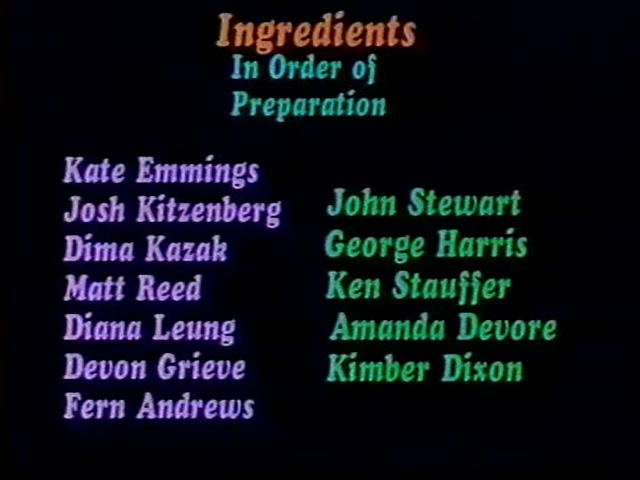 Ingredients
In Order of
Preparation
Kate Emmings
Josh Kitzenberg
Dima Kazak
Matt Reed
Diana Leung
Devon Grieve
Fern Andrews
John Stewart
George Harris
Ken Stauffer
Amanda Devore
Kimber Dixon